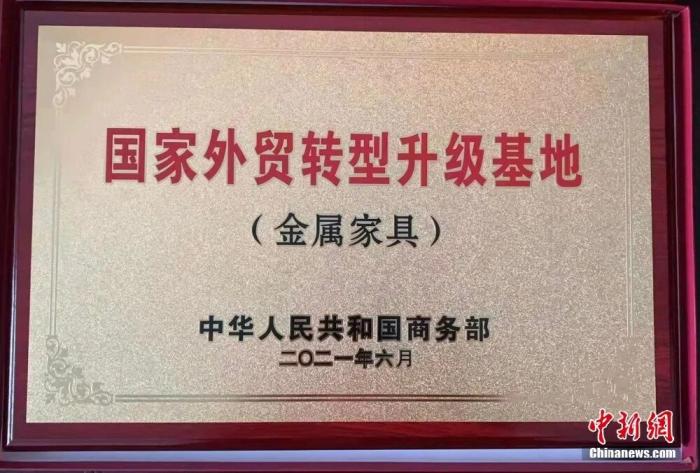 国家外贸转型升级基地
（金属家具）
中华人民共和国商务部
二〇二一年六月
中新网
Chinanews.com